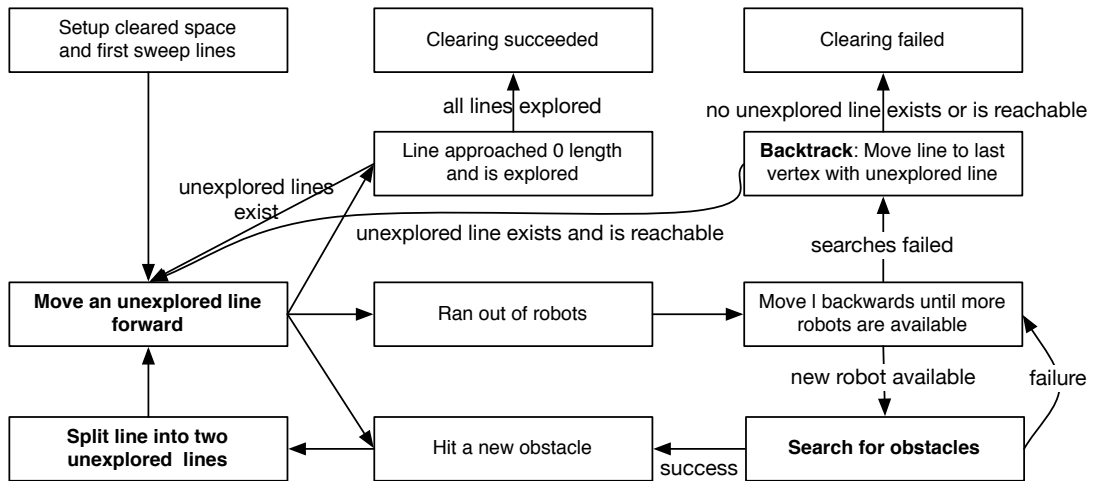 Setup cleared space
and first sweep lines
Clearing succeeded
Clearing failed
all lines explored
no unexplored line exists or is reachable
Line approached 0 length
and is explored
Backtrack: Move line to last
vertex with unexplored line
unexplored lines
exist
unexplored line exists and is reachable
searches failed
Move an unexplored line
forward
Ran out of robots
Move l backwards until more
robots are available
new robot available
failure
Split line into two
unexplored lines
Hit a new obstacle
success
Search for obstacles